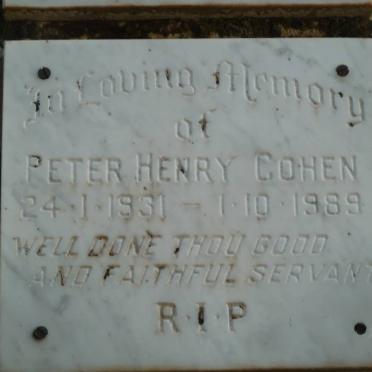 In Loving Memory
of
PETER HENRY COHEN
24·1·1931 – 1·10·1989
WELL DONE THOU GOOD
AND FAITHFUL SERVANT
R·I·P